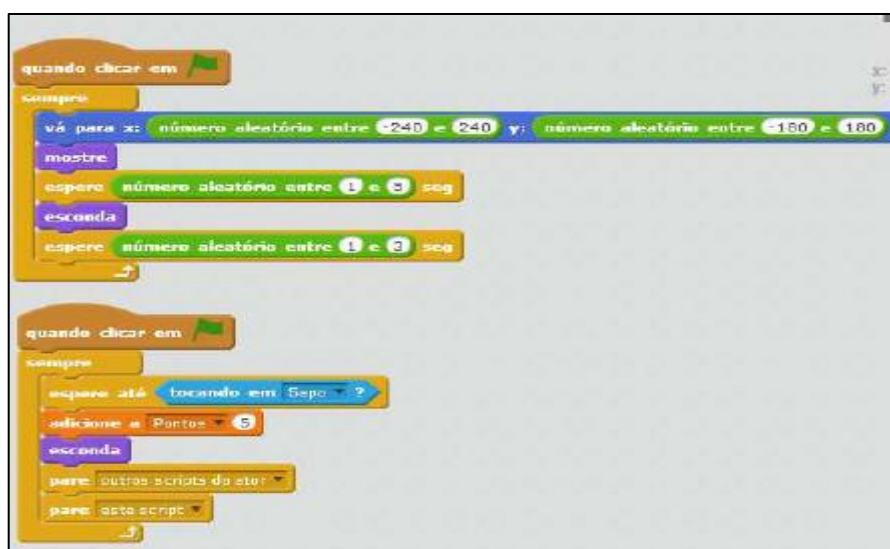 quando clicar em
sempre
vá para x: número aleatório entre -240 e 240 y: número aleatório entre -180 e 180
mostre
espere número aleatório entre 1 e seg
esconda
espere número aleatório entre 1 e 3 seg
quando clicar em
sempre
espere até tocando em Sapo ?
adicione a Pontos 5
esconda
pare outros scripts do ator
pare este script
x:
y: